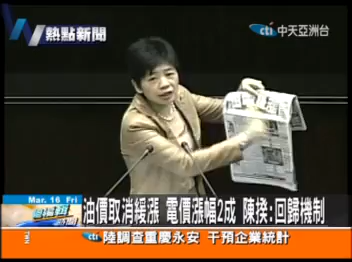 熱點新聞
cti 中天亞洲台
Mar. 16 Fri
油價取消緩漲 電價漲幅2成 陳揆:回歸機制
cti 陸調查重慶永安 干預企業統計